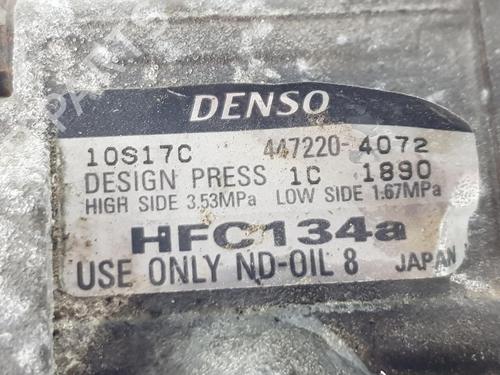 DENSO
10S17C 447220-4072
DESIGN PRESS 1C 1890
HIGH SIDE 3.53MPa LOW SIDE 1.67MPa
HFC134a
USE ONLY ND-OIL 8 JAPAN